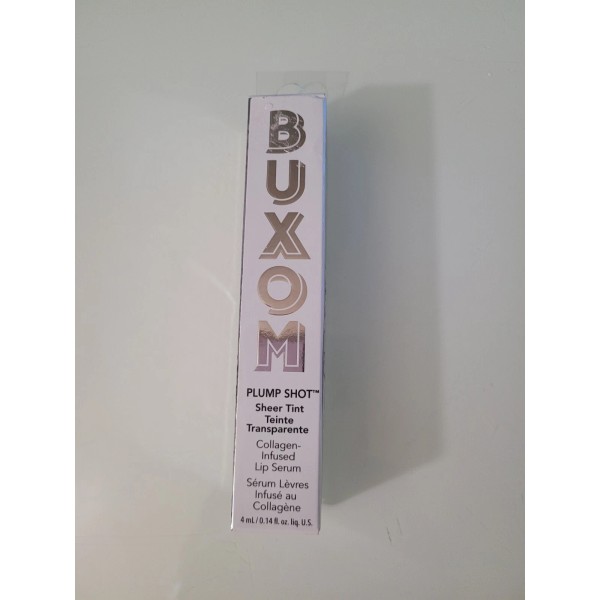 BUXOM
PLUMP SHOT™
Sheer Tint
Teinte
Transparente
Collagen-
Infused
Lip Serum
Sérum Lèvres
Infusé au
Collagène
4 mL / 0.14 fl. oz. liq. U.S.